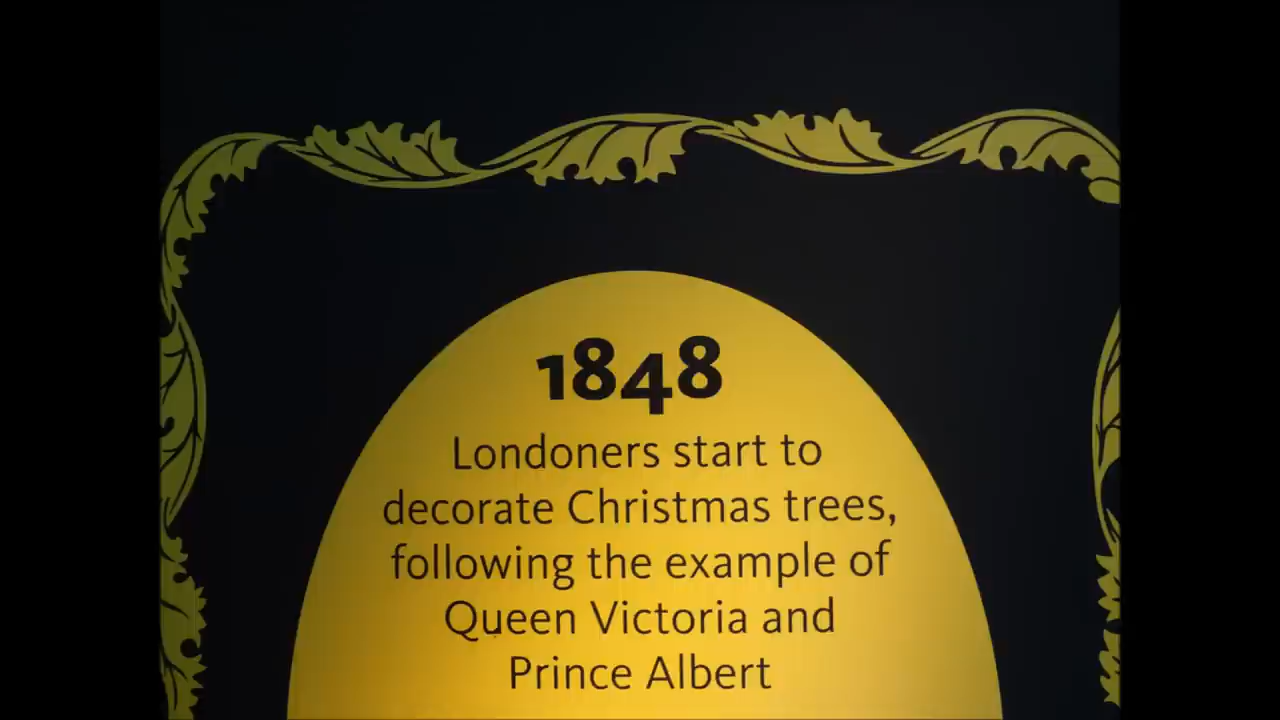 1848
Londoners start to
decorate Christmas trees,
following the example of
Queen Victoria and
Prince Albert